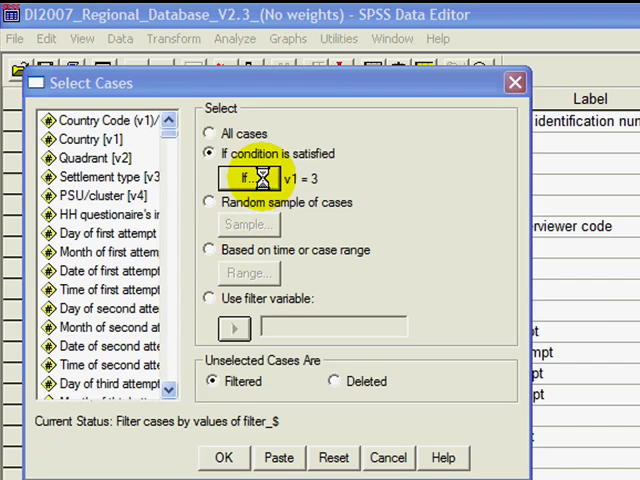 DI2007_Regional_Database_V2.3_(No weights) - SPSS Data Editor
File Edit View Data Transform Analyze Graphs Utilities Window Help
Select Cases
Label
identification num
erviewer code
pt
mpt
pt
pt
Country Code (v1)/
Country [v1]
Quadrant [v2]
Settlement type [v3
PSU/cluster [v4]
HH questionaire's i
Day of first attempt
Month of first attemp
Date of first attempt
Time of first attempt
Day of second atte
Month of second at
Date of second atte
Time of second atte
Day of third attempt
Select
All cases
If condition is satisfied
If... v1 = 3
Random sample of cases
Sample...
Based on time or case range
Range...
Use filter variable:
Unselected Cases Are
Filtered Deleted
Current Status: Filter cases by values of filter_$
OK Paste Reset Cancel Help